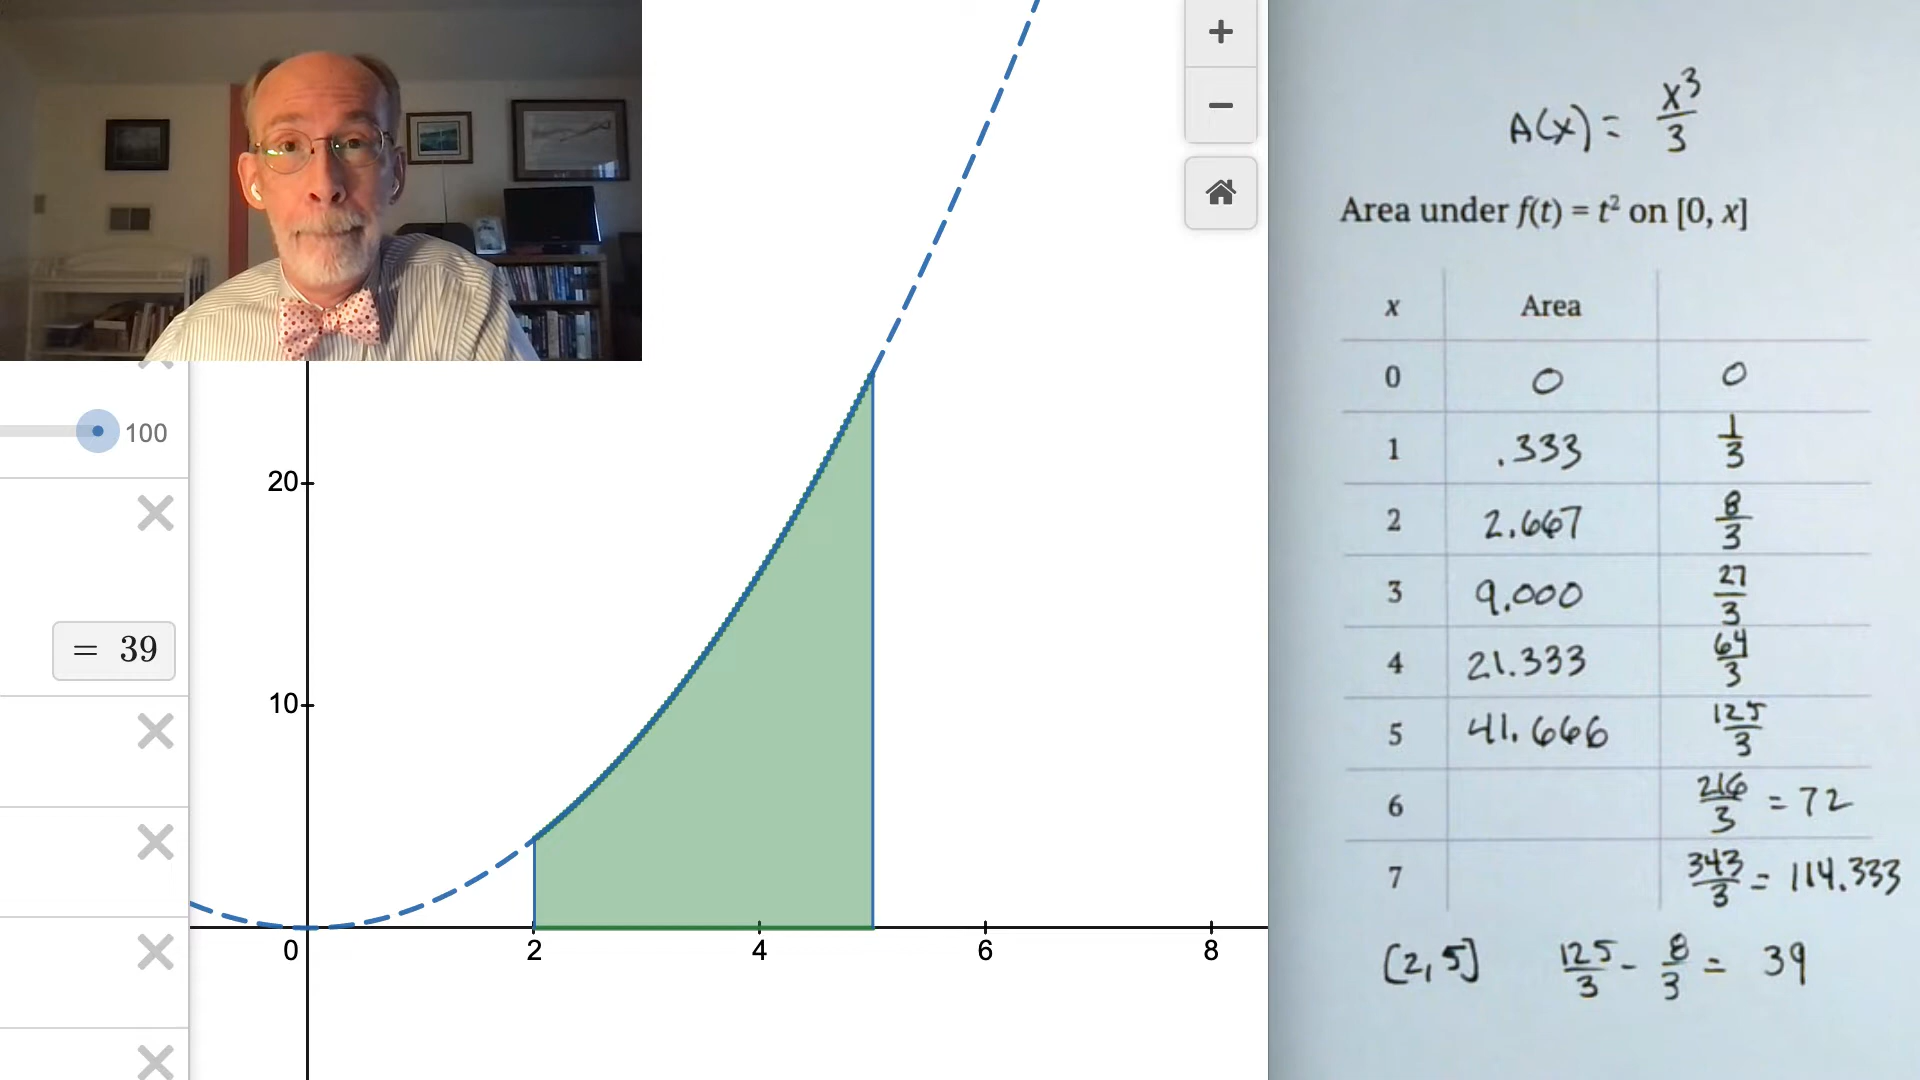 +
−
100
= 39
20
10
0
2
4
6
8
A(x) = x³/3
Area under f(t) = t² on [0, x]
x Area
0 0 0
1 .333 1/3
2 2.667 8/3
3 9.000 27/3
4 21.333 64/3
5 41.666 125/3
6 216/3 = 72
7 343/3 = 114.333
[2,5] 125/3 - 8/3 = 39